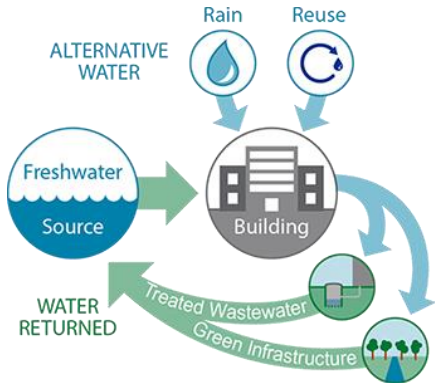 Rain
Reuse
ALTERNATIVE
WATER
Freshwater
Source
Building
Treated Wastewater
Green Infrastructure
WATER
RETURNED